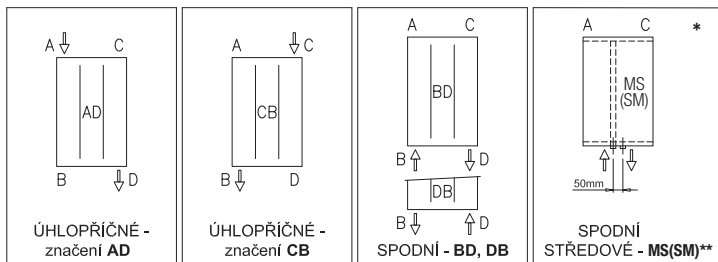 A C
AD
B D
ÚHLOPŘÍČNÉ -
značení AD
A C
CB
B D
ÚHLOPŘÍČNÉ -
značení CB
A C
BD
B D
DB
B D
SPODNÍ - BD, DB
A C *
MS
(SM)
50mm
SPODNÍ
STŘEDOVÉ - MS(SM)**